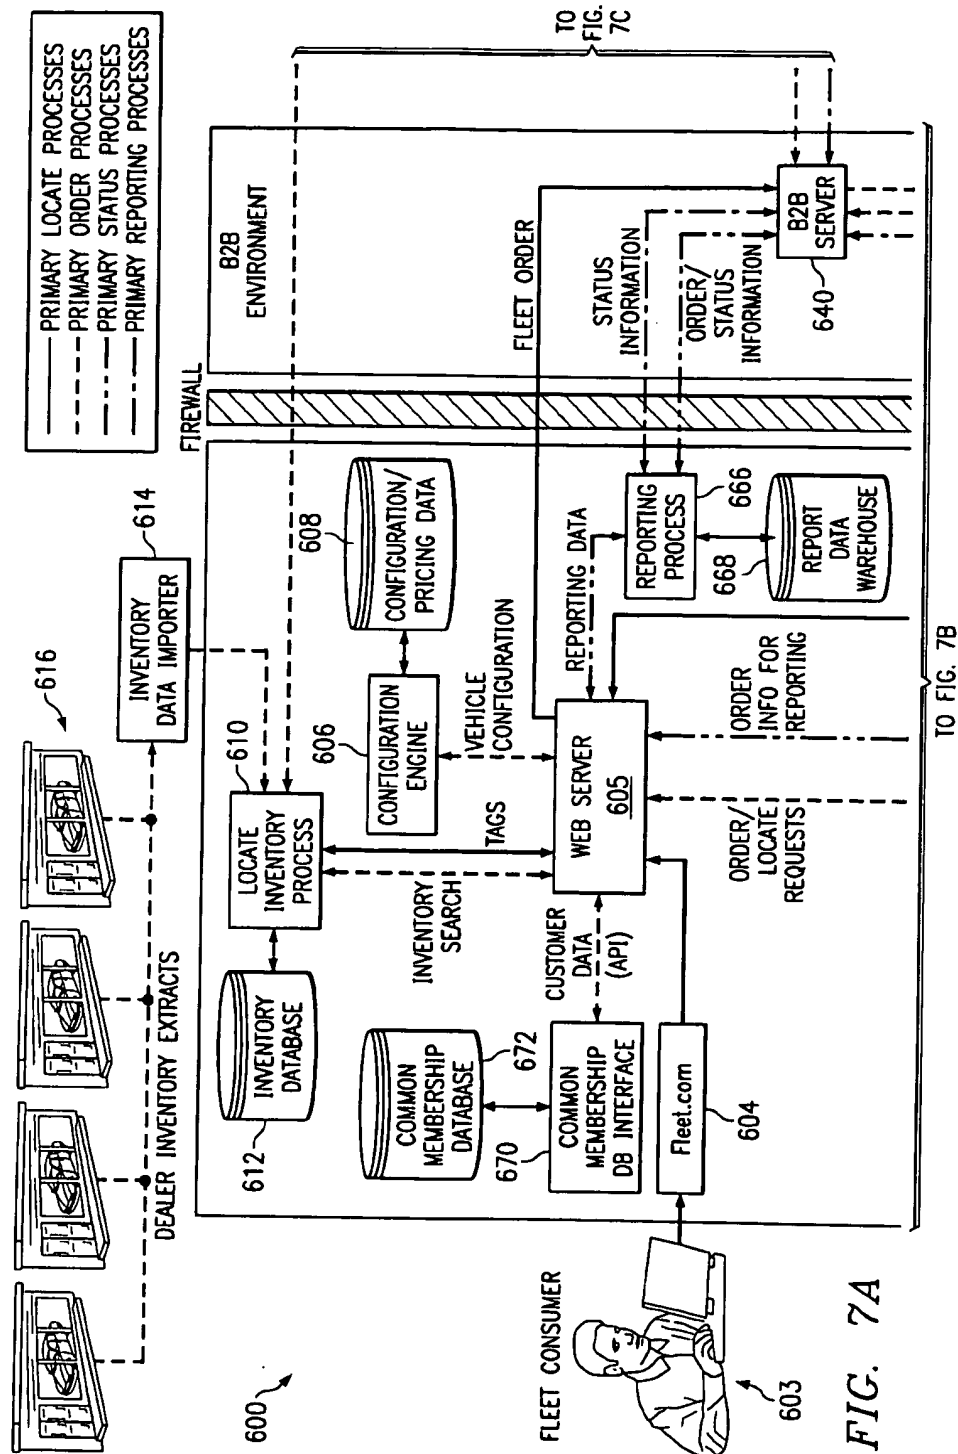 PRIMARY LOCATE PROCESSES
PRIMARY ORDER PROCESSES
PRIMARY STATUS PROCESSES
PRIMARY REPORTING PROCESSES
616
DEALER INVENTORY EXTRACTS
INVENTORY
DATA IMPORTER
614
FIREWALL
B2B
ENVIRONMENT
TO
FIG.
7C
INVENTORY
DATABASE
612
LOCATE
INVENTORY
PROCESS
610
608
CONFIGURATION/
PRICING DATA
CONFIGURATION
ENGINE
606
COMMON
MEMBERSHIP
DATABASE
672
INVENTORY
SEARCH
TAGS
VEHICLE
CONFIGURATION
FLEET ORDER
COMMON
MEMBERSHIP
DB INTERFACE
670
CUSTOMER
DATA
(API)
WEB SERVER
605
REPORTING DATA
REPORTING
PROCESS
666
STATUS
INFORMATION
ORDER/
STATUS
INFORMATION
668
REPORT
DATA
WAREHOUSE
B2B
SERVER
640
Fleet.com
604
ORDER/
LOCATE
REQUESTS
ORDER
INFO FOR
REPORTING
600
FLEET CONSUMER
603
TO FIG. 7B
FIG. 7A